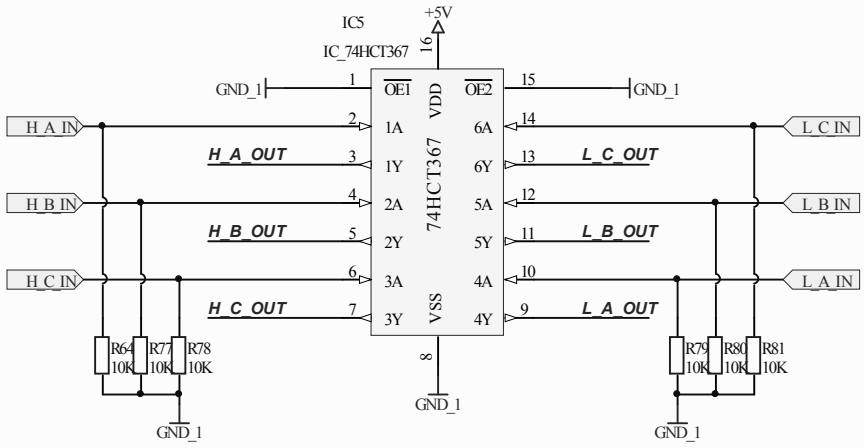 +5V
IC5
IC_74HCT367
16
GND_1
1
OE1
VDD
OE2
15
GND_1
H_A_IN
2
1A
6A
14
L_C_IN
H_A_OUT
3
1Y
74HCT367
6Y
13
L_C_OUT
H_B_IN
4
2A
5A
12
L_B_IN
H_B_OUT
5
2Y
5Y
11
L_B_OUT
H_C_IN
6
3A
4A
10
L_A_IN
H_C_OUT
7
3Y
VSS
4Y
9
L_A_OUT
R64
R77
R78
8
R79
R80
R81
10K
10K
10K
10K
10K
10K
GND_1
GND_1
GND_1